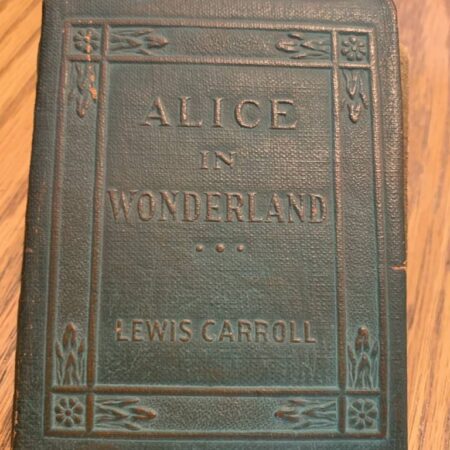 ALICE
IN
WONDERLAND
• • •
LEWIS CARROLL